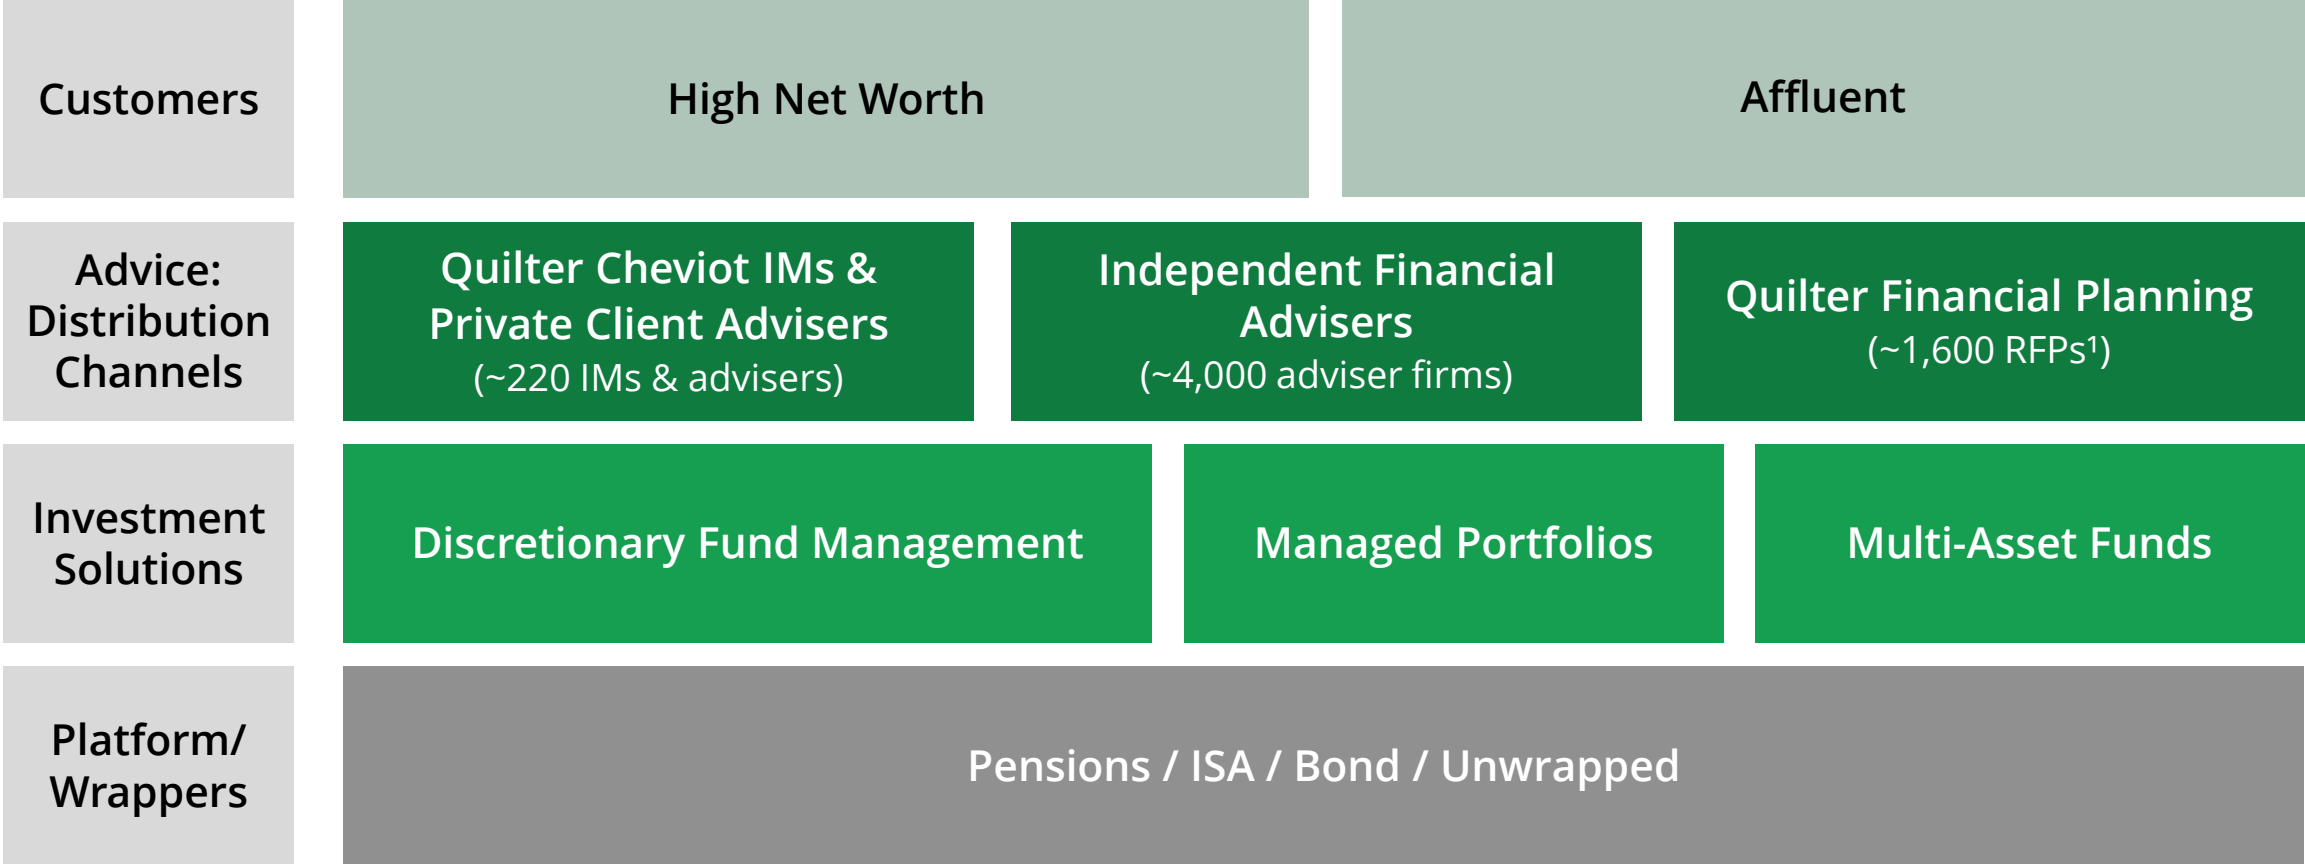 Customers
High Net Worth
Affluent
Advice:
Distribution
Channels
Quilter Cheviot IMs &
Private Client Advisers
(~220 IMs & advisers)
Independent Financial
Advisers
(~4,000 adviser firms)
Quilter Financial Planning
(~1,600 RFPs¹)
Investment
Solutions
Discretionary Fund Management
Managed Portfolios
Multi-Asset Funds
Platform/
Wrappers
Pensions / ISA / Bond / Unwrapped